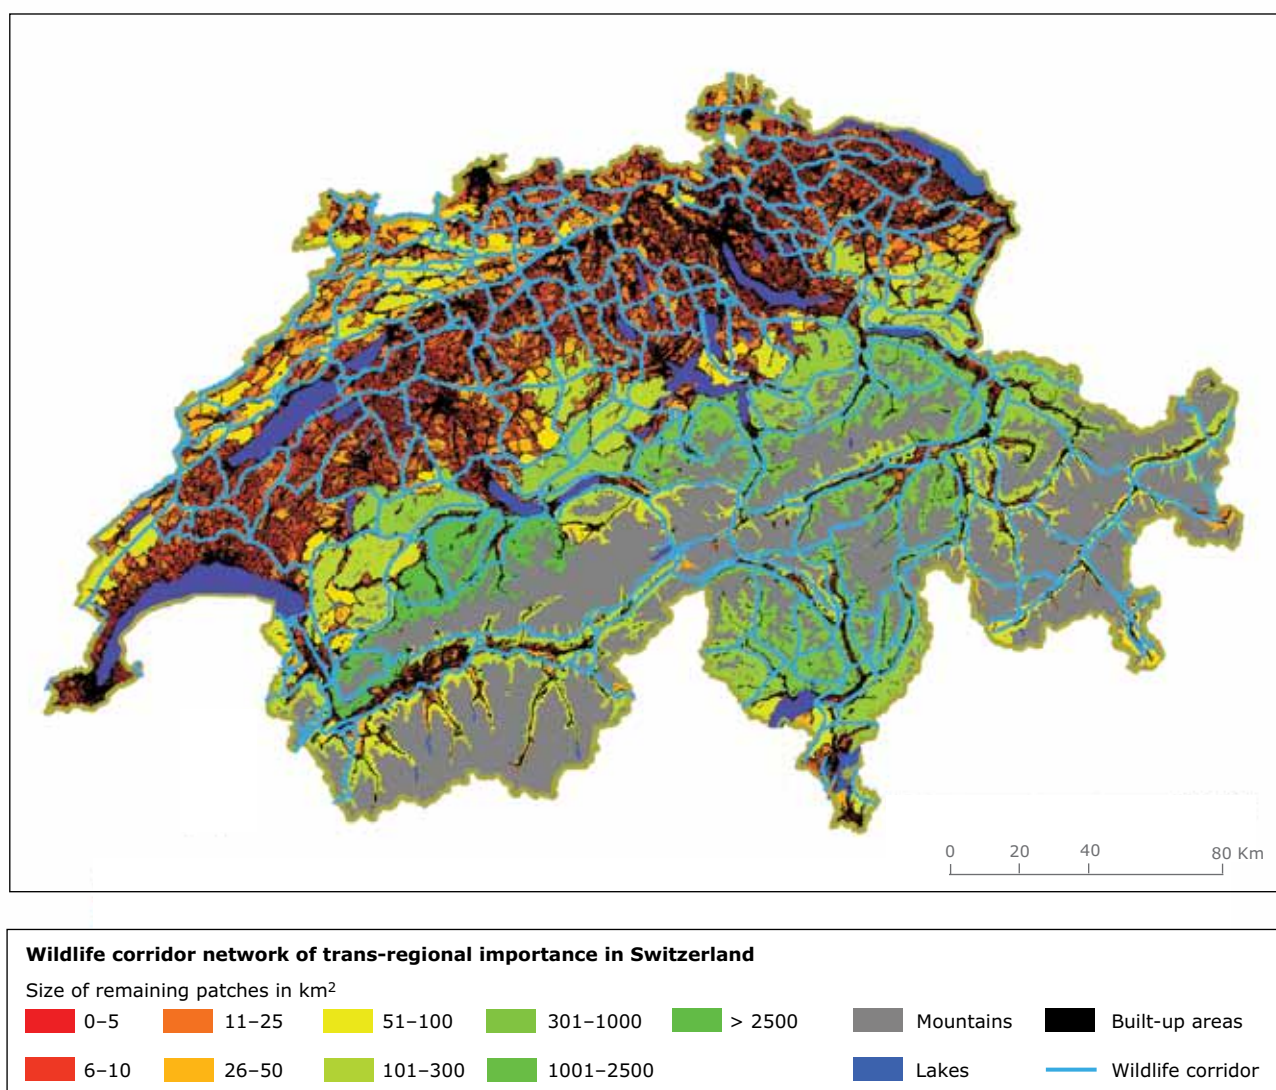 0 20 40 80 Km
Wildlife corridor network of trans-regional importance in Switzerland
Size of remaining patches in km²
0–5 11–25 51–100 301–1000 > 2500 Mountains Built-up areas
6–10 26–50 101–300 1001–2500 Lakes Wildlife corridor